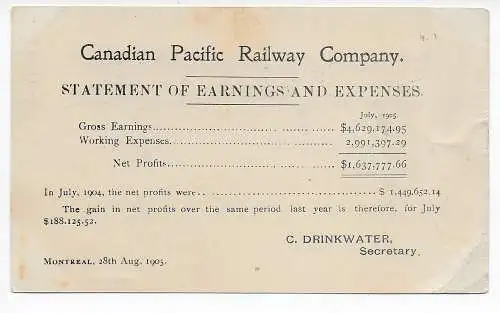 Canadian Pacific Railway Company.
STATEMENT OF EARNINGS AND EXPENSES.
July, 1905
Gross Earnings.................. $4,629,174.95
Working Expenses.................. 2,991,397.29
Net Profits.................. $1,637,777.66
In July, 1904, the net profits were.................. $ 1,449,652.14
The gain in net profits over the same period last year is therefore, for July
$188,125.52.
C. DRINKWATER,
Secretary.
MONTREAL, 28th Aug. 1905.